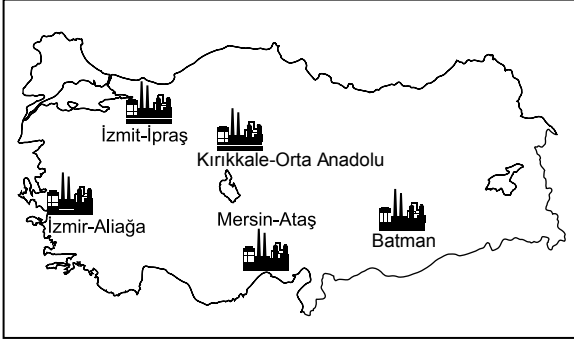 İzmit-İpraş
Kırıkkale-Orta Anadolu
İzmir-Aliağa
Mersin-Ataş
Batman